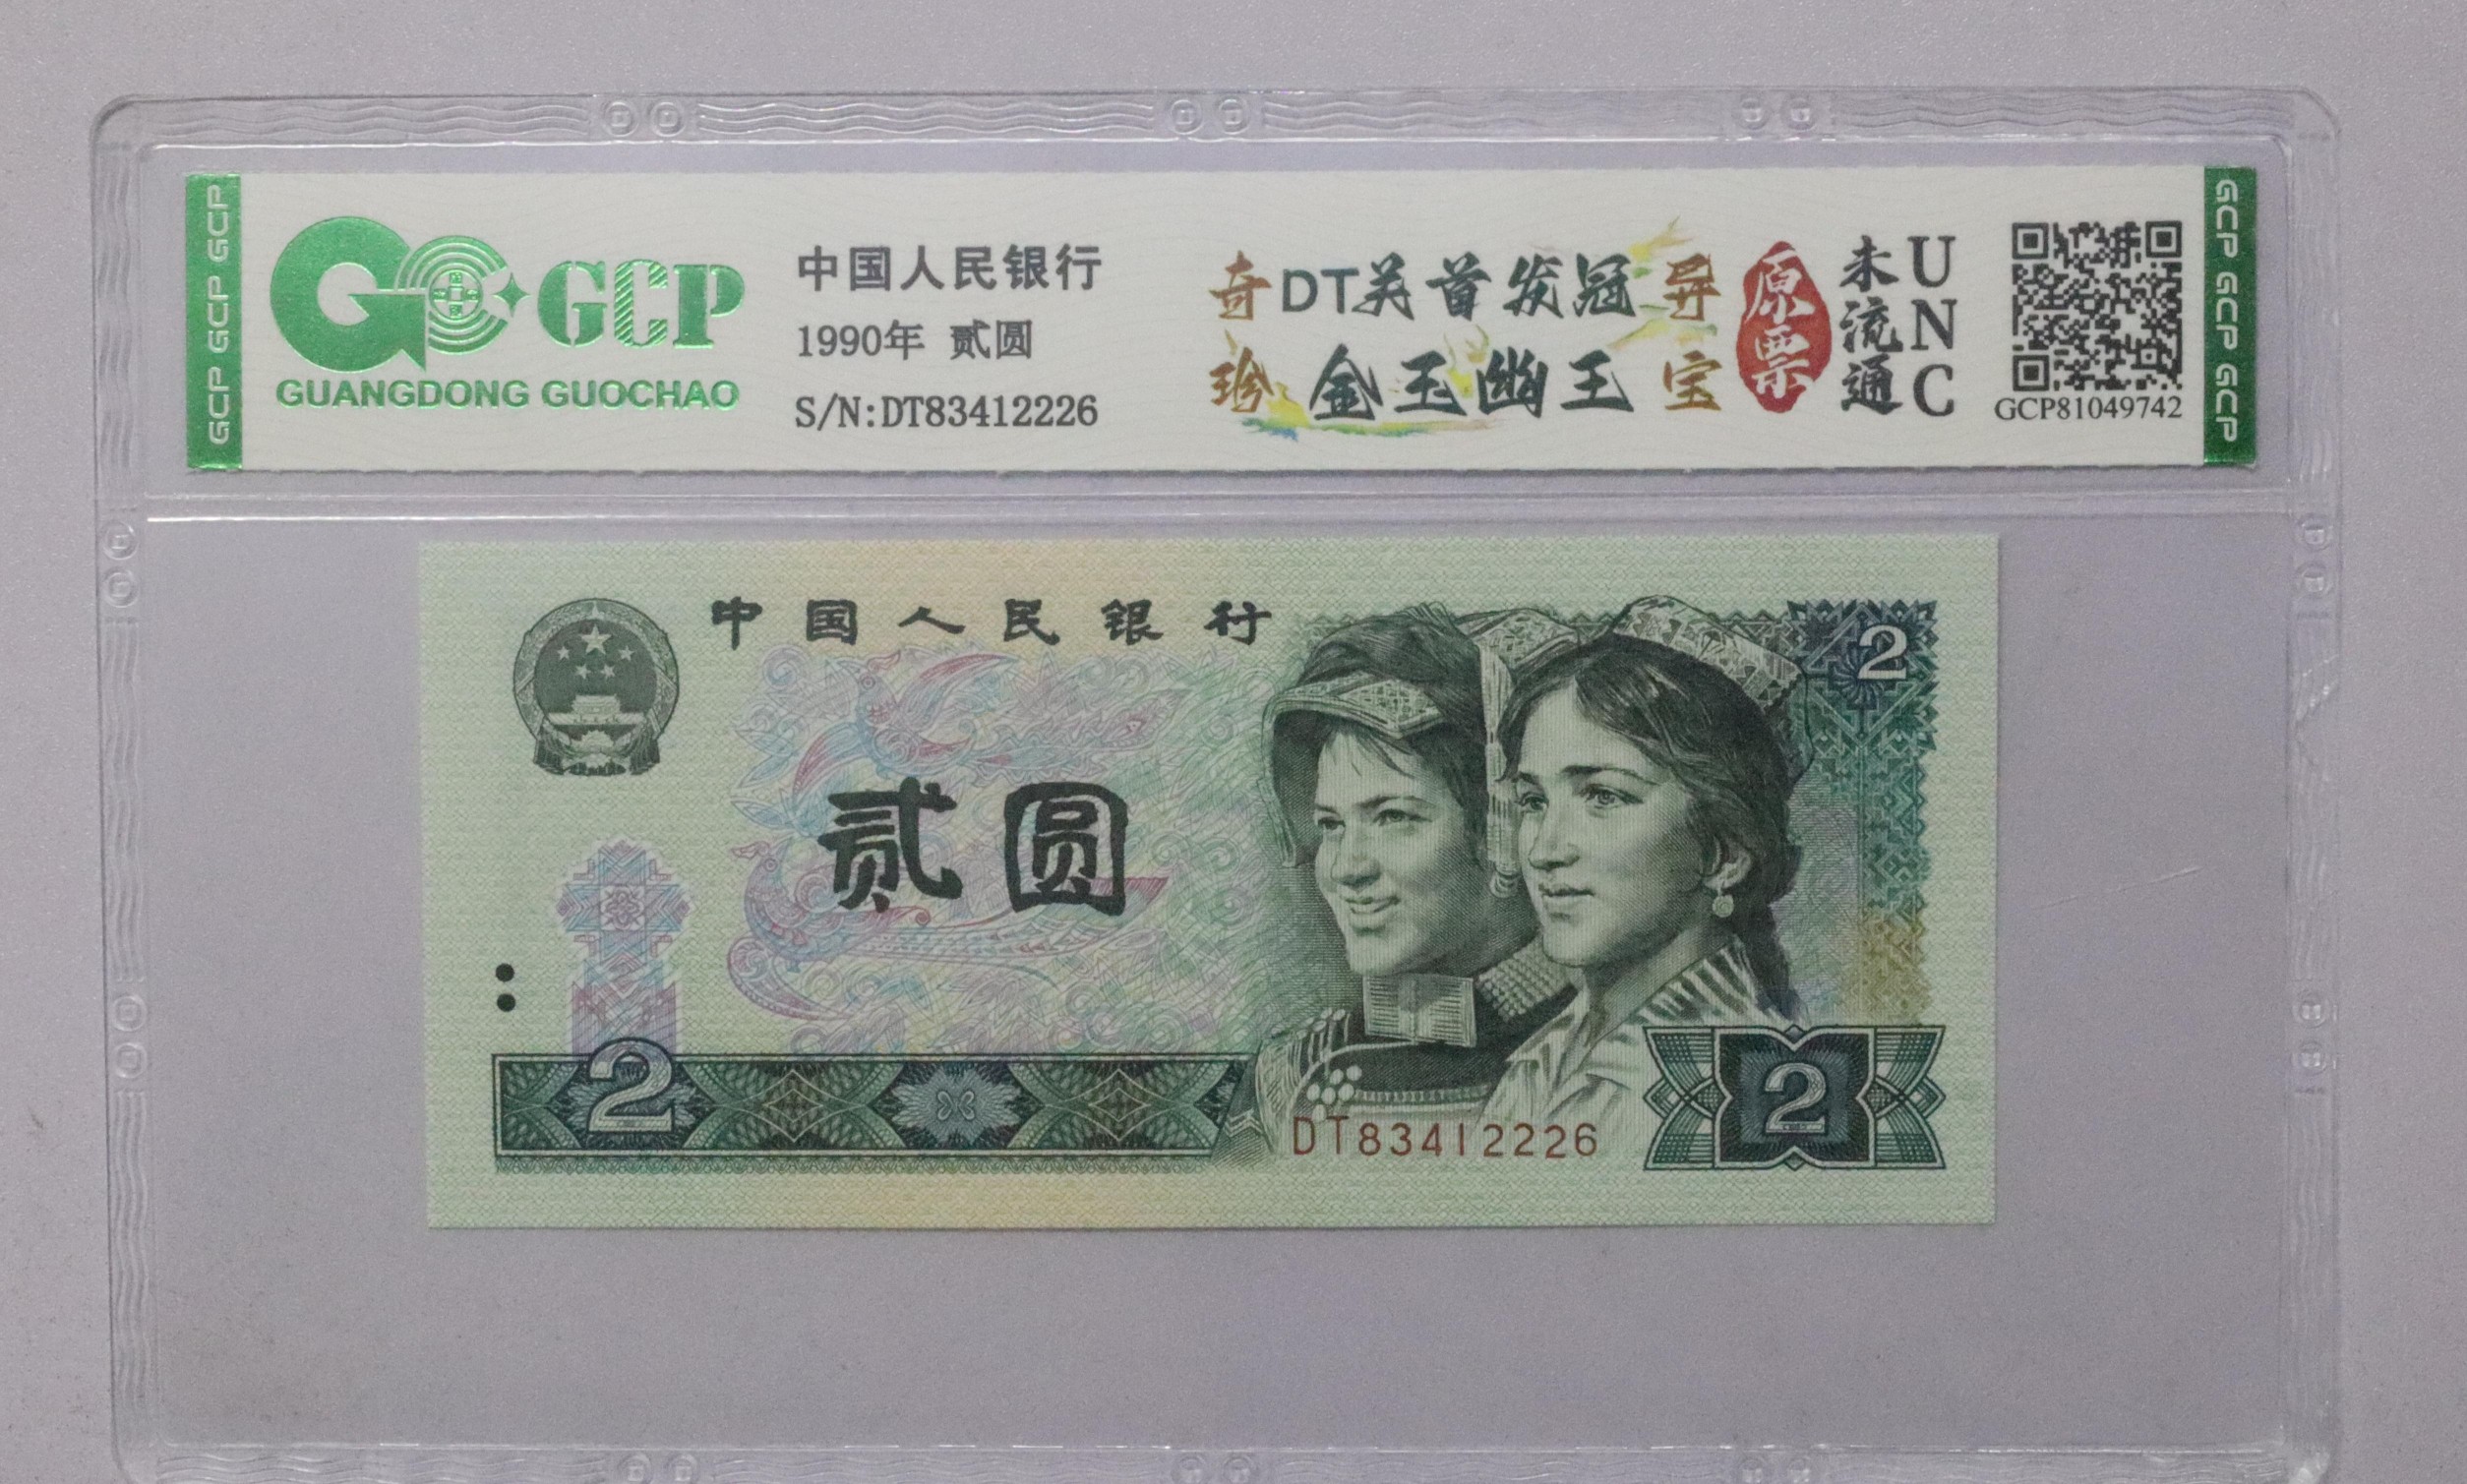 GCP GCP GCP
GCP
GUANGDONG GUOCHAO
中国人民银行
1990年 贰圆
S/N:DT83412226
奇珍
DT关首发冠
金玉幽王
异宝
原票
未流通
UNC
GCP81049742
GCP GCP GCP
中国人民银行
2
贰圆
2
DT83412226
2